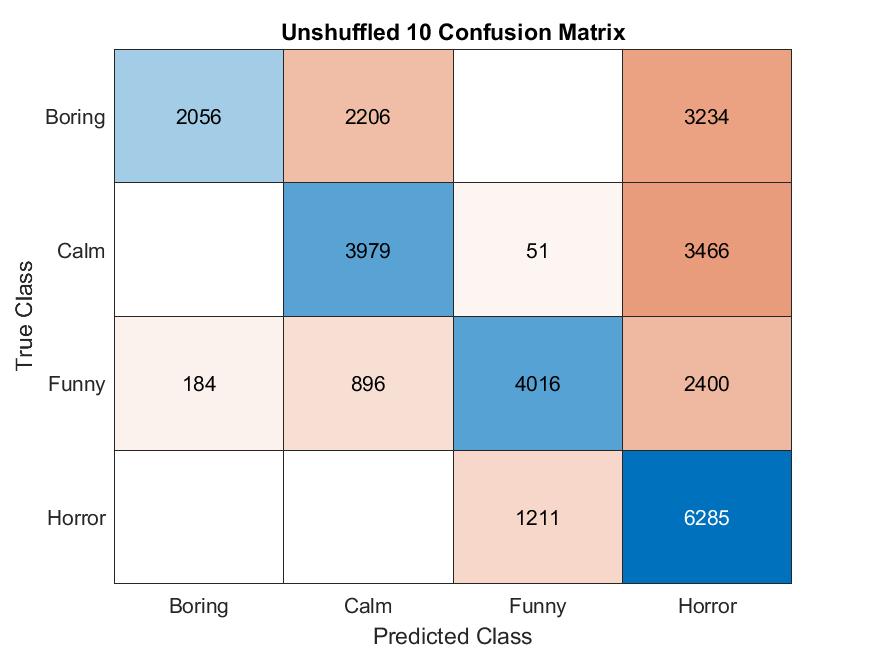 Unshuffled 10 Confusion Matrix
Boring 2056 2206 3234
Calm 3979 51 3466
Funny 184 896 4016 2400
Horror 1211 6285
Boring Calm Funny Horror
Predicted Class
True Class